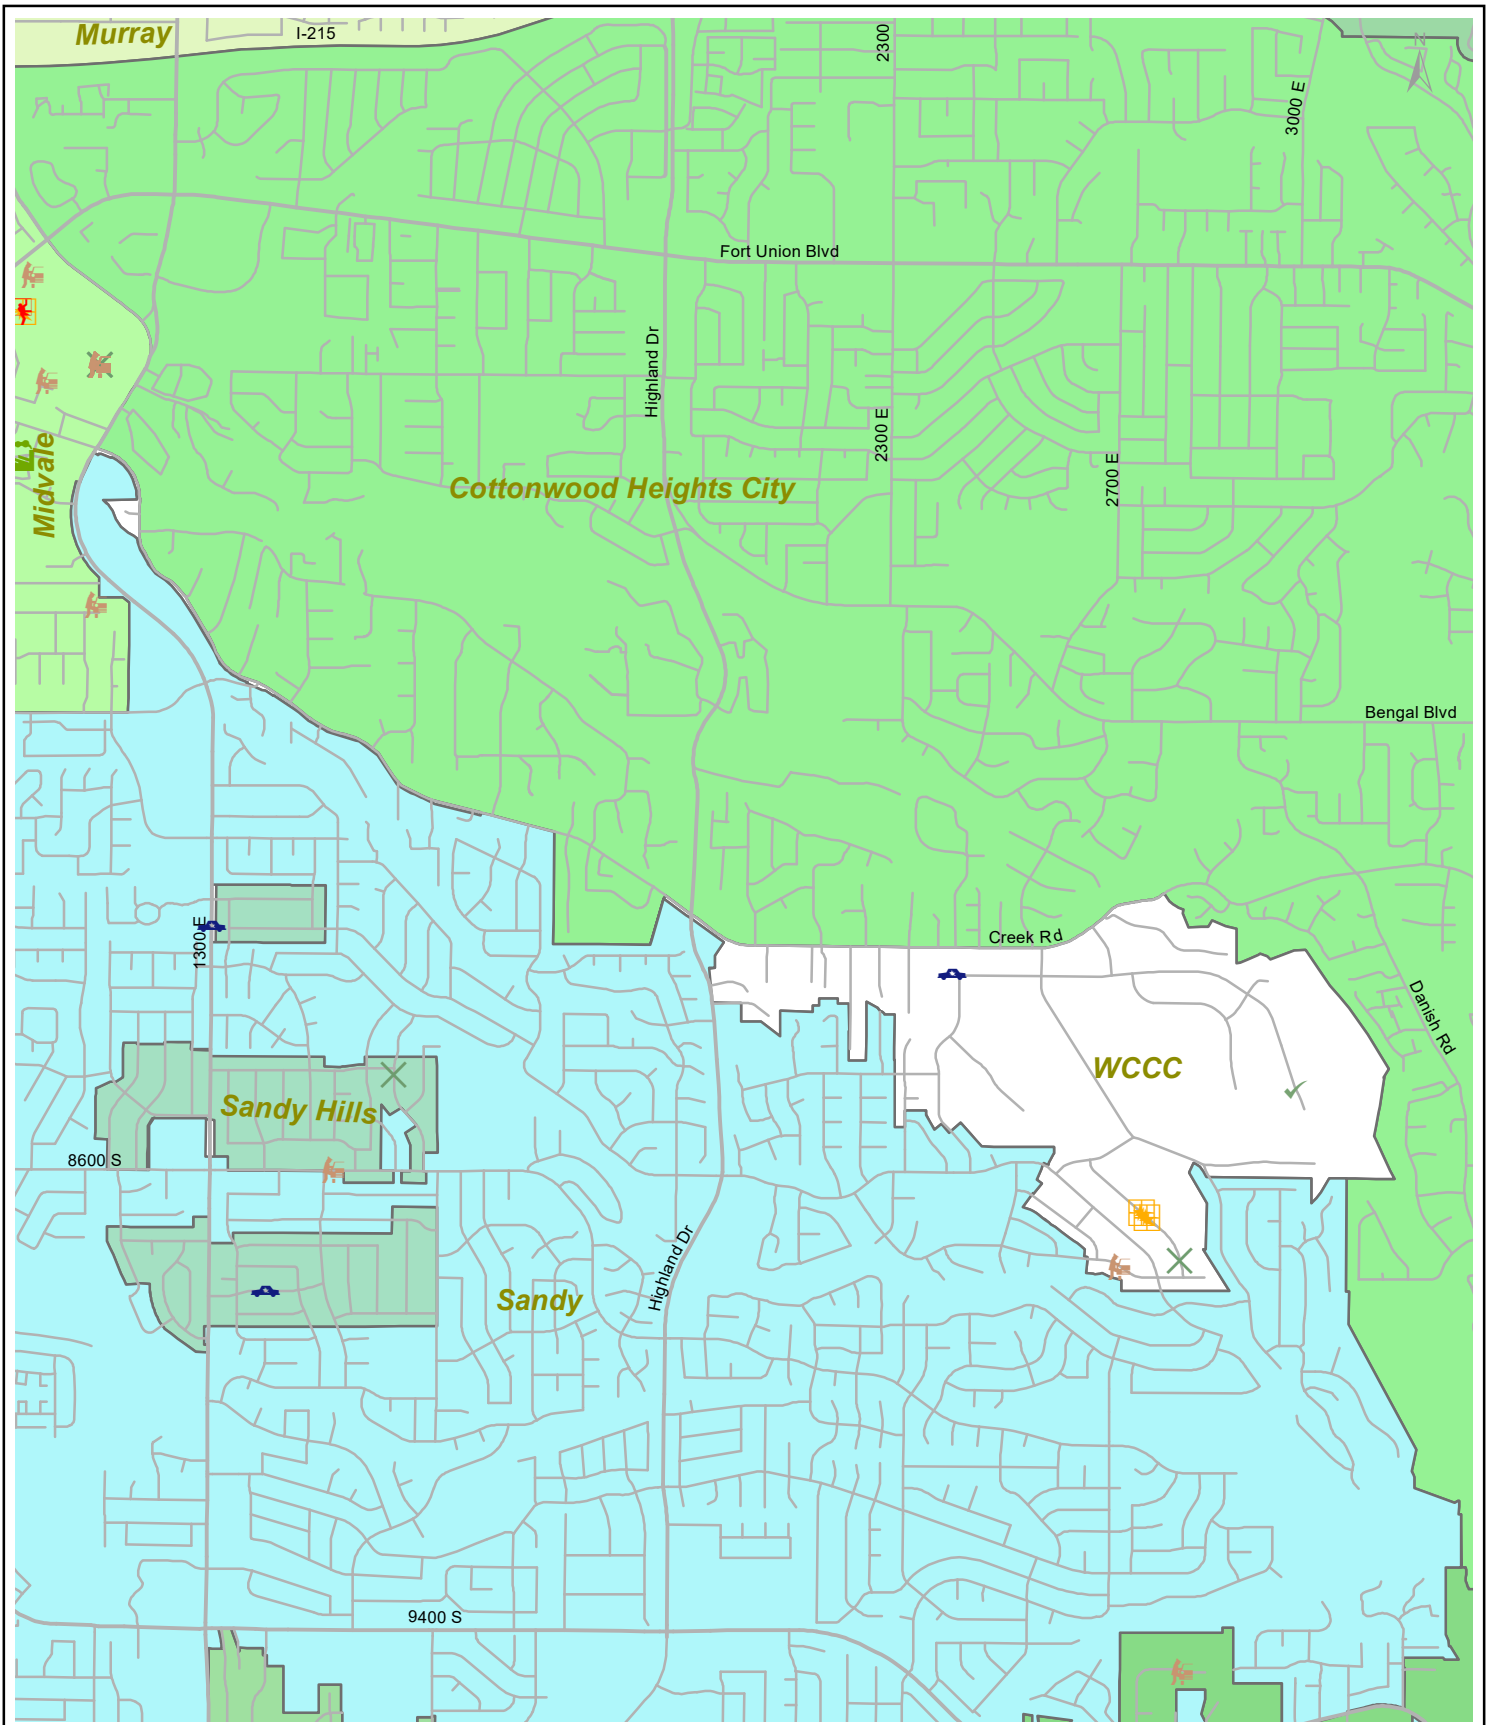 Murray
I-215
2300
N
3000 E
Fort Union Blvd
Highland Dr
2300 E
2700 E
Midvale
Cottonwood Heights City
Bengal Blvd
1300 E
Creek Rd
Danish Rd
WCCC
Sandy Hills
8600 S
Highland Dr
Sandy
9400 S